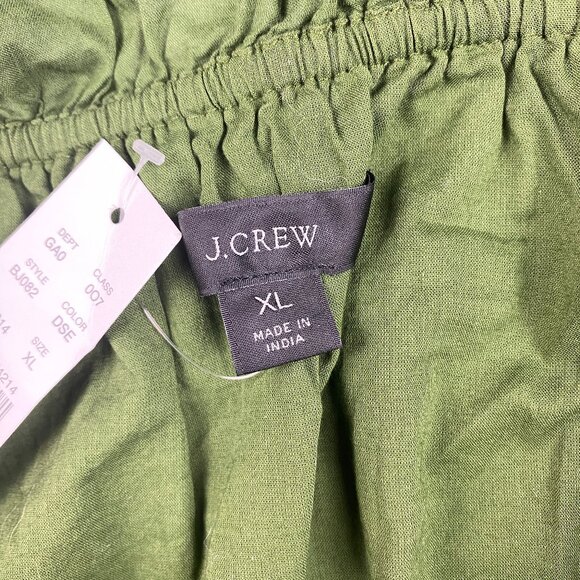 DEPT CLASS
GA0 007
STYLE COLOR
BJ082 DSE
SIZE
XL
J.CREW
XL
MADE IN
INDIA